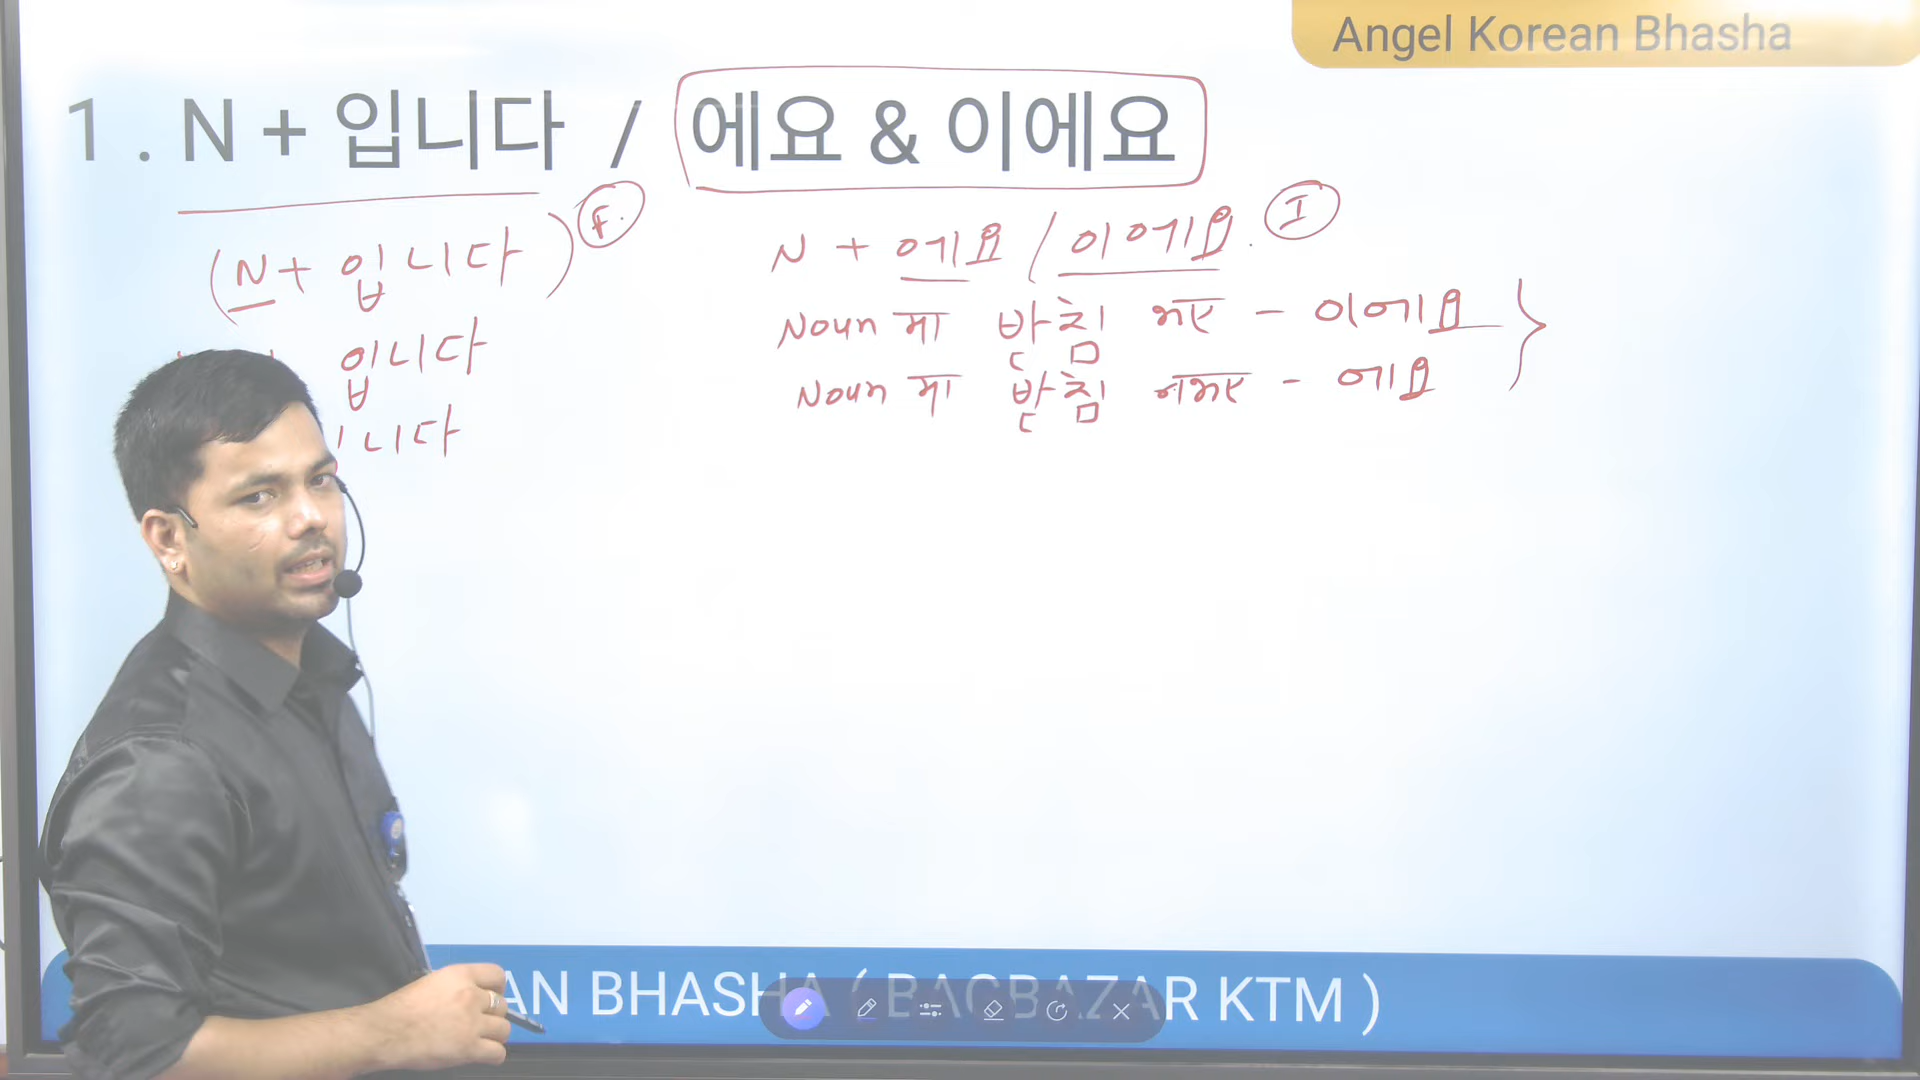 Angel Korean Bhasha
1 . N + 입니다 / 에요 & 이에요
(N + 입니다) F.
N + 에요 / 이에요. I
Noun मा 받침 भए - 이에요
입니다
Noun मा 받침 नभए - 에요
니다
AN BHASHA ( BAGBAZAR KTM )